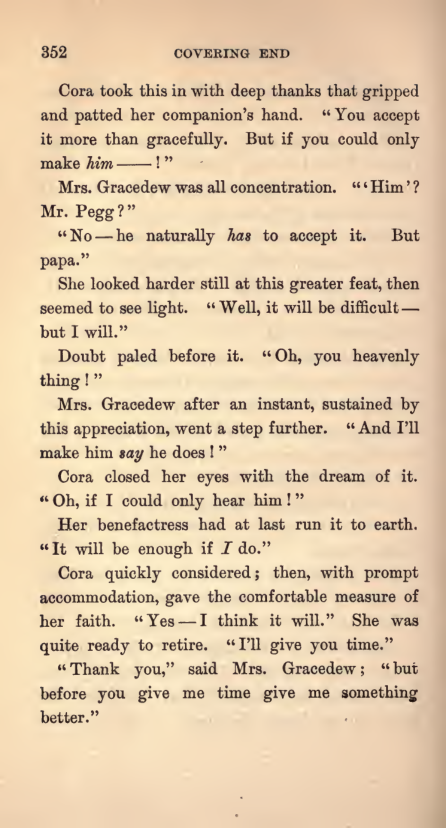 352 COVERING END
Cora took this in with deep thanks that gripped
and patted her companion's hand. “You accept
it more than gracefully. But if you could only
make him —— ! ”
Mrs. Gracedew was all concentration. “‘Him’?
Mr. Pegg?”
“No — he naturally has to accept it. But
papa.”
She looked harder still at this greater feat, then
seemed to see light. “Well, it will be difficult —
but I will.”
Doubt paled before it. “Oh, you heavenly
thing ! ”
Mrs. Gracedew after an instant, sustained by
this appreciation, went a step further. “And I'll
make him say he does ! ”
Cora closed her eyes with the dream of it.
“Oh, if I could only hear him ! ”
Her benefactress had at last run it to earth.
“It will be enough if I do.”
Cora quickly considered ; then, with prompt
accommodation, gave the comfortable measure of
her faith. “Yes — I think it will.” She was
quite ready to retire. “I'll give you time.”
“Thank you,” said Mrs. Gracedew ; “but
before you give me time give me something
better.”